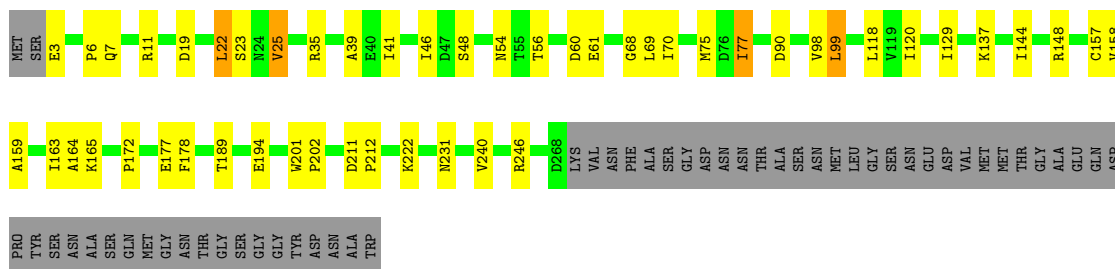 MET SER E3 P6 Q7 R11 D19 L22 S23 N24 V25 R35 A39 E40 I41 I46 D47 S48 N54 T55 T56 D60 E61 G68 L69 I70 M75 D76 I77 D90 V98 L99 L118 V119 I120 I129 K137 I144 R148 C157 V158
A159 I163 A164 K165 P172 E177 F178 T189 E194 W201 P202 D211 P212 K222 N231 V240 R246 D268 LYS VAL ASN PHE ALA SER GLY ASP ASN ASN THR ALA SER ASN MET LEU GLY SER ASN GLU ASP VAL MET MET THR GLY ALA GLU GLN ASP
PRO TYR SER ASN ALA SER GLN MET GLY ASN THR GLY SER GLY GLY TYR ASP ASN ALA TRP